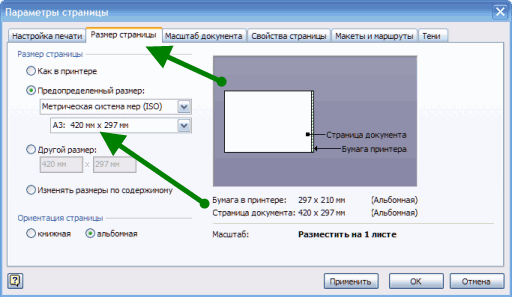 Параметры страницы
Настройка печати Размер страницы Масштаб документа Свойства страницы Макеты и маршруты Тени
Размер страницы
Как в принтере
Предопределенный размер:
Метрическая система мер (ISO)
A3: 420 мм x 297 мм
Другой размер:
420 мм x 297 мм
Изменять размеры по содержимому
Ориентация страницы
книжная альбомная
Страница документа
Бумага принтера
Бумага в принтере: 297 x 210 мм (Альбомная)
Страница документа: 420 x 297 мм (Альбомная)
Масштаб: Разместить на 1 листе
? Применить ОК Отмена